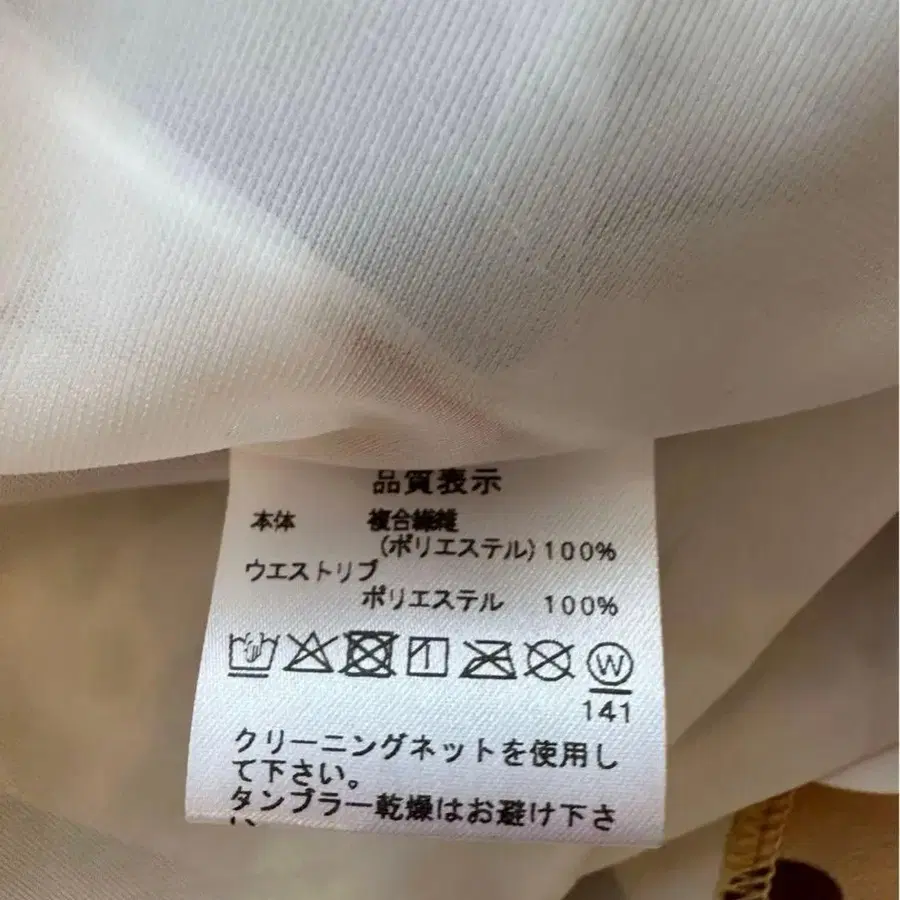 品質表示
本体 複合繊維
(ポリエステル)100%
ウエストリブ
ポリエステル 100%
W
141
クリーニングネットを使用し
て下さい。
タンブラー乾燥はお避け下さ
い。